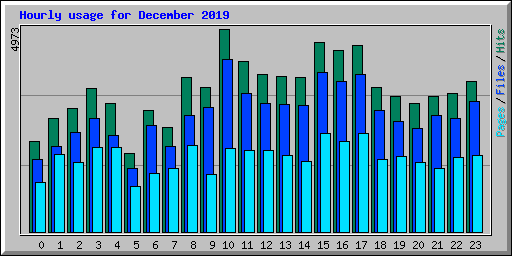 Hourly usage for December 2019
4973
0 1 2 3 4 5 6 7 8 9 10 11 12 13 14 15 16 17 18 19 20 21 22 23
Pages/Files/Hits